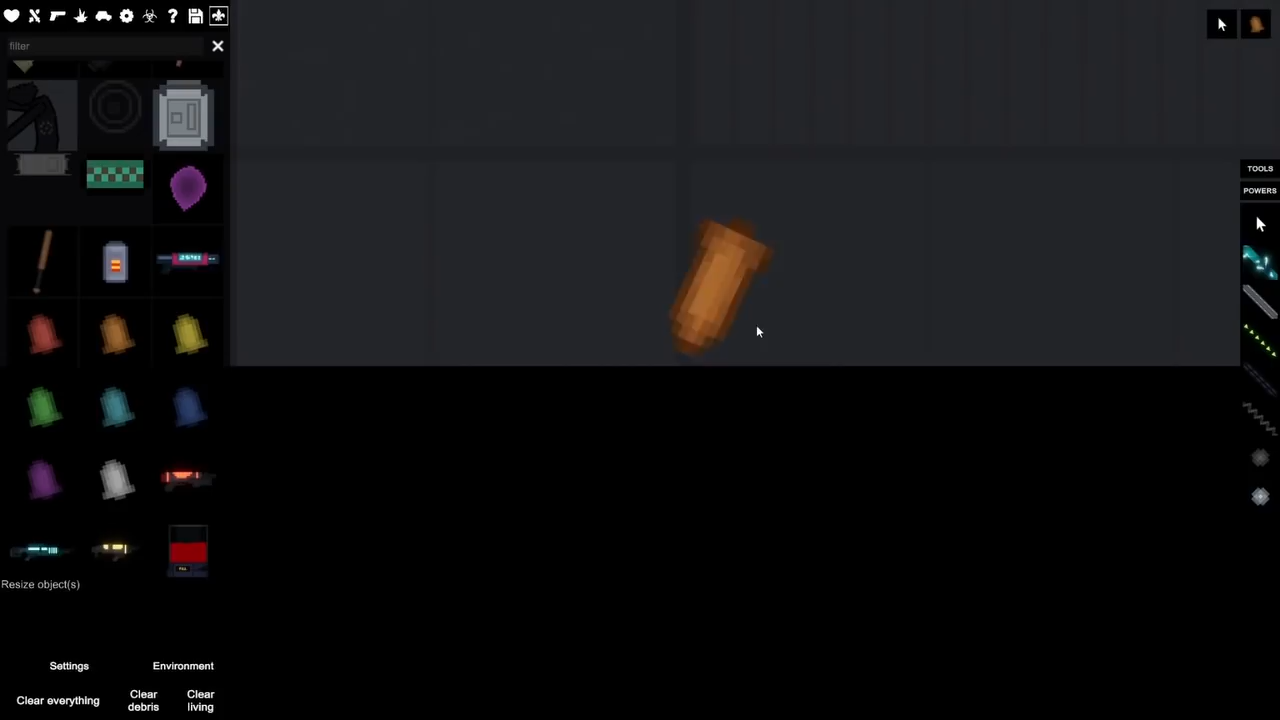 filter
TOOLS
POWERS
Resize object(s)
Settings
Environment
Clear everything
Clear debris
Clear living